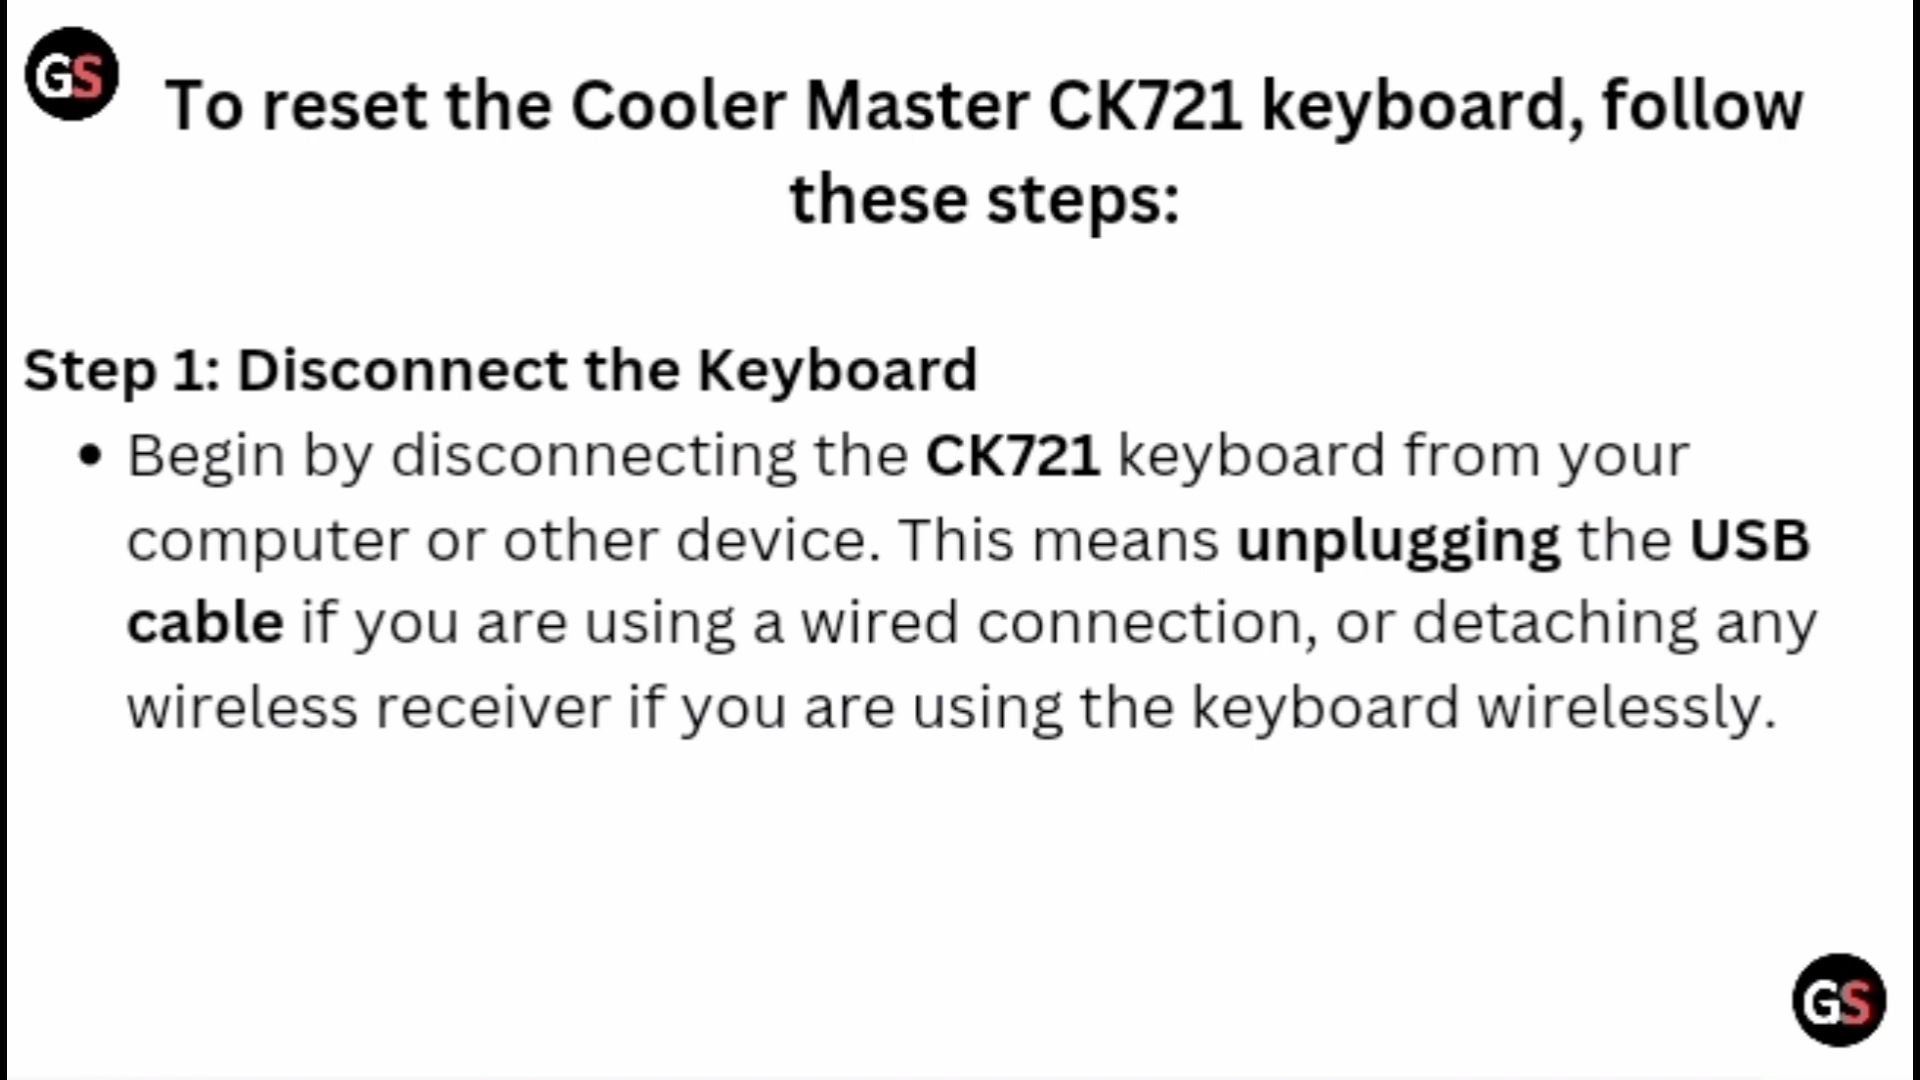 GS
To reset the Cooler Master CK721 keyboard, follow
these steps:
Step 1: Disconnect the Keyboard
• Begin by disconnecting the CK721 keyboard from your
computer or other device. This means unplugging the USB
cable if you are using a wired connection, or detaching any
wireless receiver if you are using the keyboard wirelessly.
GS